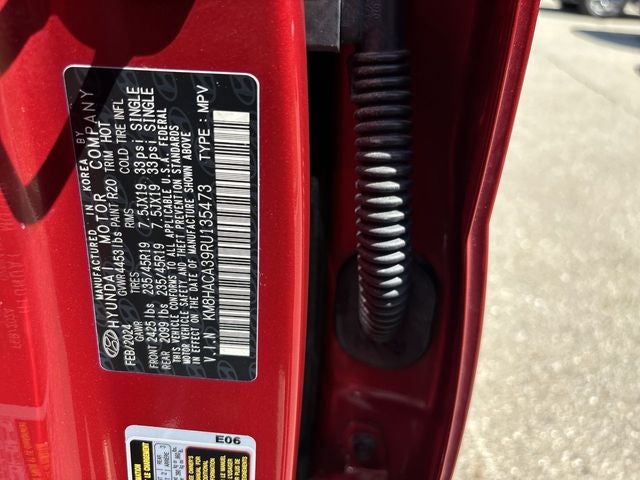 MANUFACTURED IN KOREA BY
HYUNDAI MOTOR COMPANY
FEB/2024 GVWR 4453lbs PAINT R2O TRIM HOT
GAWR TIRES RIMS COLD TIRE INFL
FRONT 2425 lbs 235/45R19 7.5JX19 33psi SINGLE
REAR 2099 lbs 235/45R19 7.5JX19 33psi SINGLE
THIS VEHICLE CONFORMS TO ALL APPLICABLE U.S.A. FEDERAL
MOTOR VEHICLE SAFETY AND THEFT PREVENTION STANDARDS
IN EFFECT ON THE DATE OF MANUFACTURE SHOWN ABOVE
V.I.N: KM8HACA39RU135473 TYPE : MPV
E06